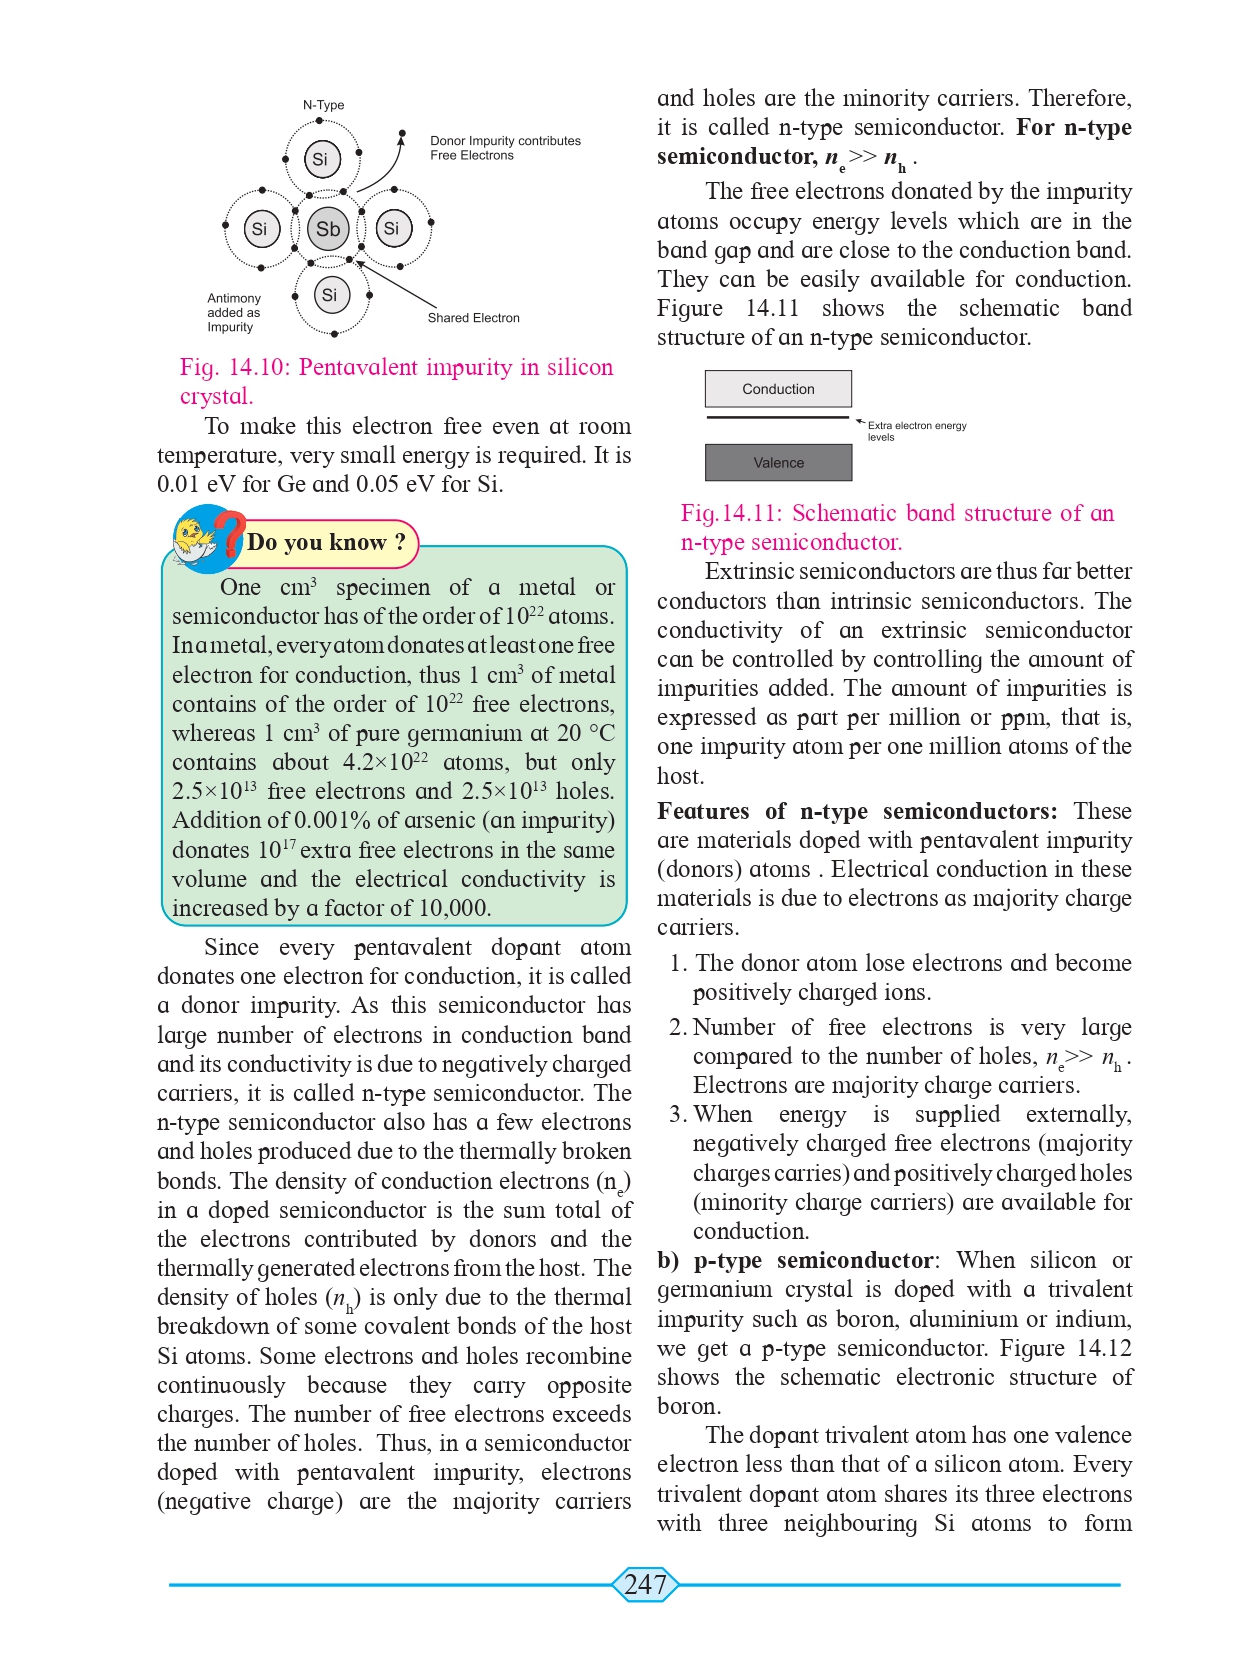 N-Type
Donor Impurity contributes
Free Electrons
Si
Si
Sb
Si
Si
Antimony
added as
Impurity
Shared Electron
Fig. 14.10: Pentavalent impurity in silicon
crystal.
To make this electron free even at room
temperature, very small energy is required. It is
0.01 eV for Ge and 0.05 eV for Si.
Do you know ?
One cm³ specimen of a metal or
semiconductor has of the order of 10²² atoms.
In a metal, every atom donates at least one free
electron for conduction, thus 1 cm³ of metal
contains of the order of 10²² free electrons,
whereas 1 cm³ of pure germanium at 20 °C
contains about 4.2×10²² atoms, but only
2.5×10¹³ free electrons and 2.5×10¹³ holes.
Addition of 0.001% of arsenic (an impurity)
donates 10¹⁷ extra free electrons in the same
volume and the electrical conductivity is
increased by a factor of 10,000.
Since every pentavalent dopant atom
donates one electron for conduction, it is called
a donor impurity. As this semiconductor has
large number of electrons in conduction band
and its conductivity is due to negatively charged
carriers, it is called n-type semiconductor. The
n-type semiconductor also has a few electrons
and holes produced due to the thermally broken
bonds. The density of conduction electrons (nₑ)
in a doped semiconductor is the sum total of
the electrons contributed by donors and the
thermally generated electrons from the host. The
density of holes (nₕ) is only due to the thermal
breakdown of some covalent bonds of the host
Si atoms. Some electrons and holes recombine
continuously because they carry opposite
charges. The number of free electrons exceeds
the number of holes. Thus, in a semiconductor
doped with pentavalent impurity, electrons
(negative charge) are the majority carriers
and holes are the minority carriers. Therefore,
it is called n-type semiconductor. For n-type
semiconductor, nₑ >> nₕ .
The free electrons donated by the impurity
atoms occupy energy levels which are in the
band gap and are close to the conduction band.
They can be easily available for conduction.
Figure 14.11 shows the schematic band
structure of an n-type semiconductor.
Conduction
Extra electron energy
levels
Valence
Fig.14.11: Schematic band structure of an
n-type semiconductor.
Extrinsic semiconductors are thus far better
conductors than intrinsic semiconductors. The
conductivity of an extrinsic semiconductor
can be controlled by controlling the amount of
impurities added. The amount of impurities is
expressed as part per million or ppm, that is,
one impurity atom per one million atoms of the
host.
Features of n-type semiconductors: These
are materials doped with pentavalent impurity
(donors) atoms . Electrical conduction in these
materials is due to electrons as majority charge
carriers.
1. The donor atom lose electrons and become
positively charged ions.
2. Number of free electrons is very large
compared to the number of holes, nₑ >> nₕ .
Electrons are majority charge carriers.
3. When energy is supplied externally,
negatively charged free electrons (majority
charges carries) and positively charged holes
(minority charge carriers) are available for
conduction.
b) p-type semiconductor: When silicon or
germanium crystal is doped with a trivalent
impurity such as boron, aluminium or indium,
we get a p-type semiconductor. Figure 14.12
shows the schematic electronic structure of
boron.
The dopant trivalent atom has one valence
electron less than that of a silicon atom. Every
trivalent dopant atom shares its three electrons
with three neighbouring Si atoms to form
247